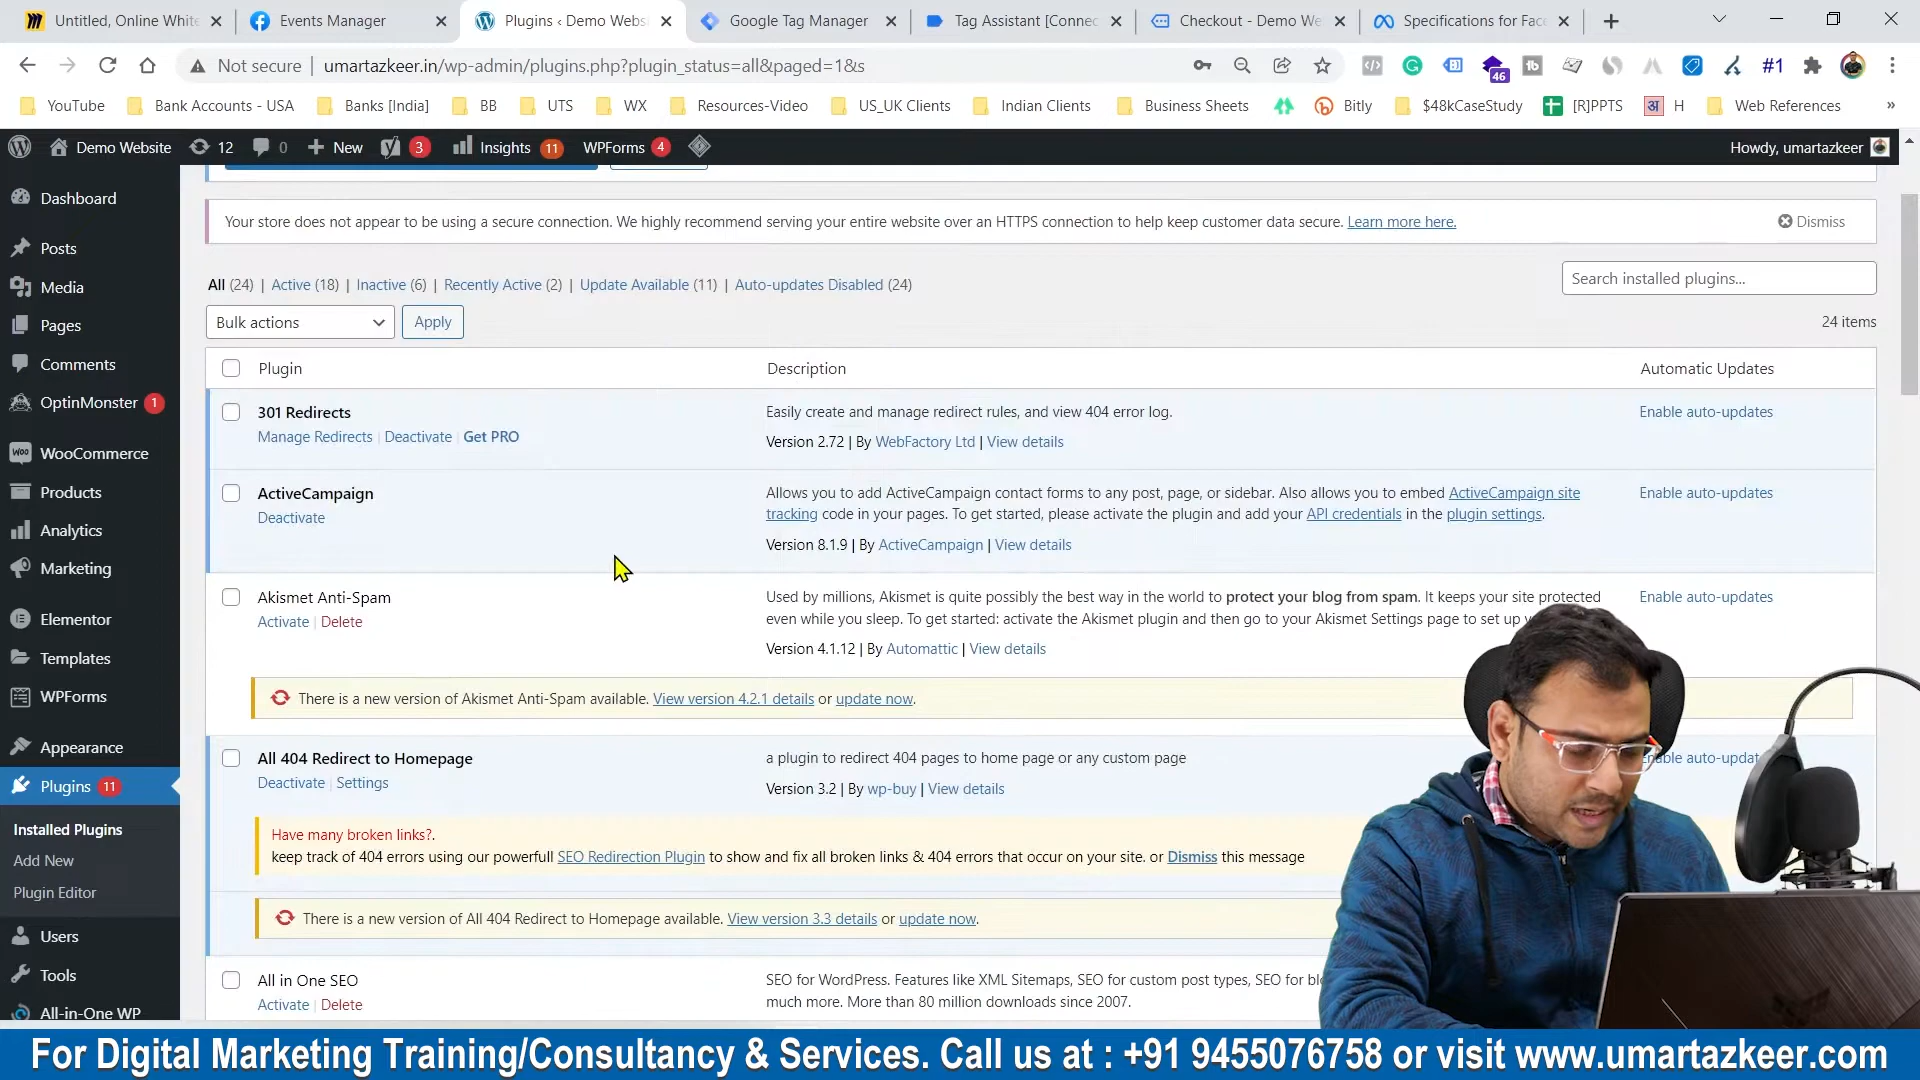 Untitled, Online White
Events Manager
Plugins ‹ Demo Webs
Google Tag Manager
Tag Assistant [Connec
Checkout - Demo We
Specifications for Face
Not secure | umartazkeer.in/wp-admin/plugins.php?plugin_status=all&paged=1&s
46
#1
YouTube
Bank Accounts - USA
Banks [India]
BB
UTS
WX
Resources-Video
US_UK Clients
Indian Clients
Business Sheets
Bitly
$48kCaseStudy
[R]PPTS
अ H
Web References
»
Demo Website
12
0
New
3
Insights 11
WPForms 4
Howdy, umartazkeer
Dashboard
Posts
Media
Pages
Comments
OptinMonster 1
WooCommerce
Products
Analytics
Marketing
Elementor
Templates
WPForms
Appearance
Plugins 11
Installed Plugins
Add New
Plugin Editor
Users
Tools
All-in-One WP
Your store does not appear to be using a secure connection. We highly recommend serving your entire website over an HTTPS connection to help keep customer data secure. Learn more here.
Dismiss
All (24) | Active (18) | Inactive (6) | Recently Active (2) | Update Available (11) | Auto-updates Disabled (24)
Search installed plugins...
Bulk actions
Apply
24 items
Plugin
Description
Automatic Updates
301 Redirects
Manage Redirects | Deactivate | Get PRO
Easily create and manage redirect rules, and view 404 error log.
Version 2.72 | By WebFactory Ltd | View details
Enable auto-updates
ActiveCampaign
Deactivate
Allows you to add ActiveCampaign contact forms to any post, page, or sidebar. Also allows you to embed ActiveCampaign site
tracking code in your pages. To get started, please activate the plugin and add your API credentials in the plugin settings.
Version 8.1.9 | By ActiveCampaign | View details
Enable auto-updates
Akismet Anti-Spam
Activate | Delete
Used by millions, Akismet is quite possibly the best way in the world to protect your blog from spam. It keeps your site protected
even while you sleep. To get started: activate the Akismet plugin and then go to your Akismet Settings page to set up
Version 4.1.12 | By Automattic | View details
Enable auto-updates
There is a new version of Akismet Anti-Spam available. View version 4.2.1 details or update now.
All 404 Redirect to Homepage
Deactivate | Settings
a plugin to redirect 404 pages to home page or any custom page
Version 3.2 | By wp-buy | View details
Have many broken links?.
keep track of 404 errors using our powerfull SEO Redirection Plugin to show and fix all broken links & 404 errors that occur on your site. or Dismiss this message
There is a new version of All 404 Redirect to Homepage available. View version 3.3 details or update now.
All in One SEO
Activate | Delete
SEO for WordPress. Features like XML Sitemaps, SEO for custom post types, SEO for
much more. More than 80 million downloads since 2007.
For Digital Marketing Training/Consultancy & Services. Call us at : +91 9455076758 or visit www.umartazkeer.com